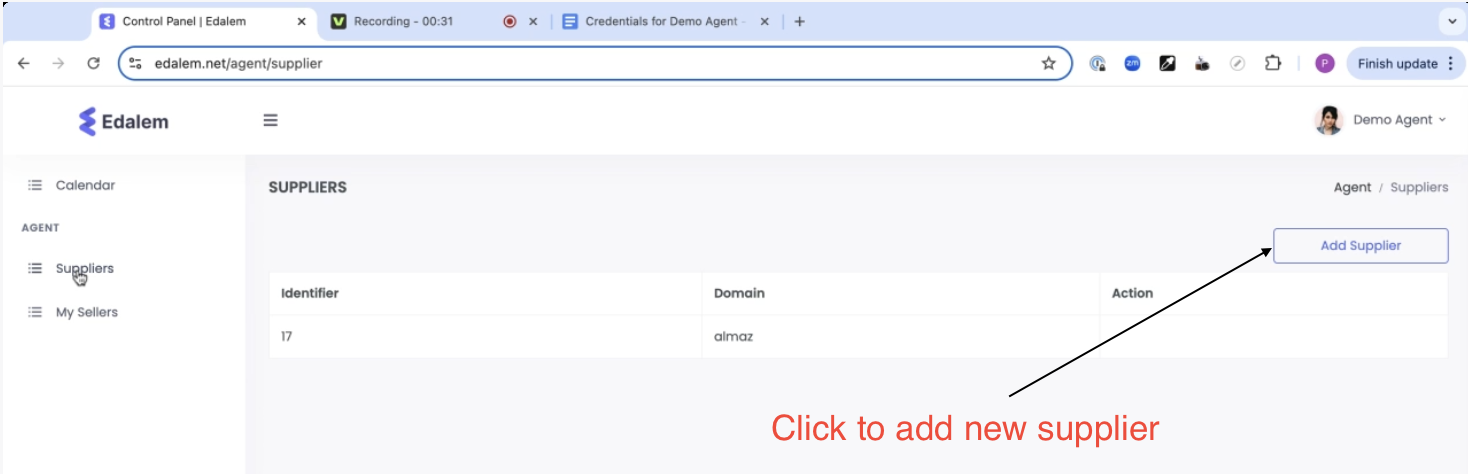 Control Panel | Edalem
Recording - 00:31
Credentials for Demo Agent -
edalem.net/agent/supplier
zm
P
Finish update
Edalem
Demo Agent
Calendar
SUPPLIERS
Agent / Suppliers
AGENT
Add Supplier
Suppliers
Identifier Domain Action
My Sellers
17 almaz
Click to add new supplier